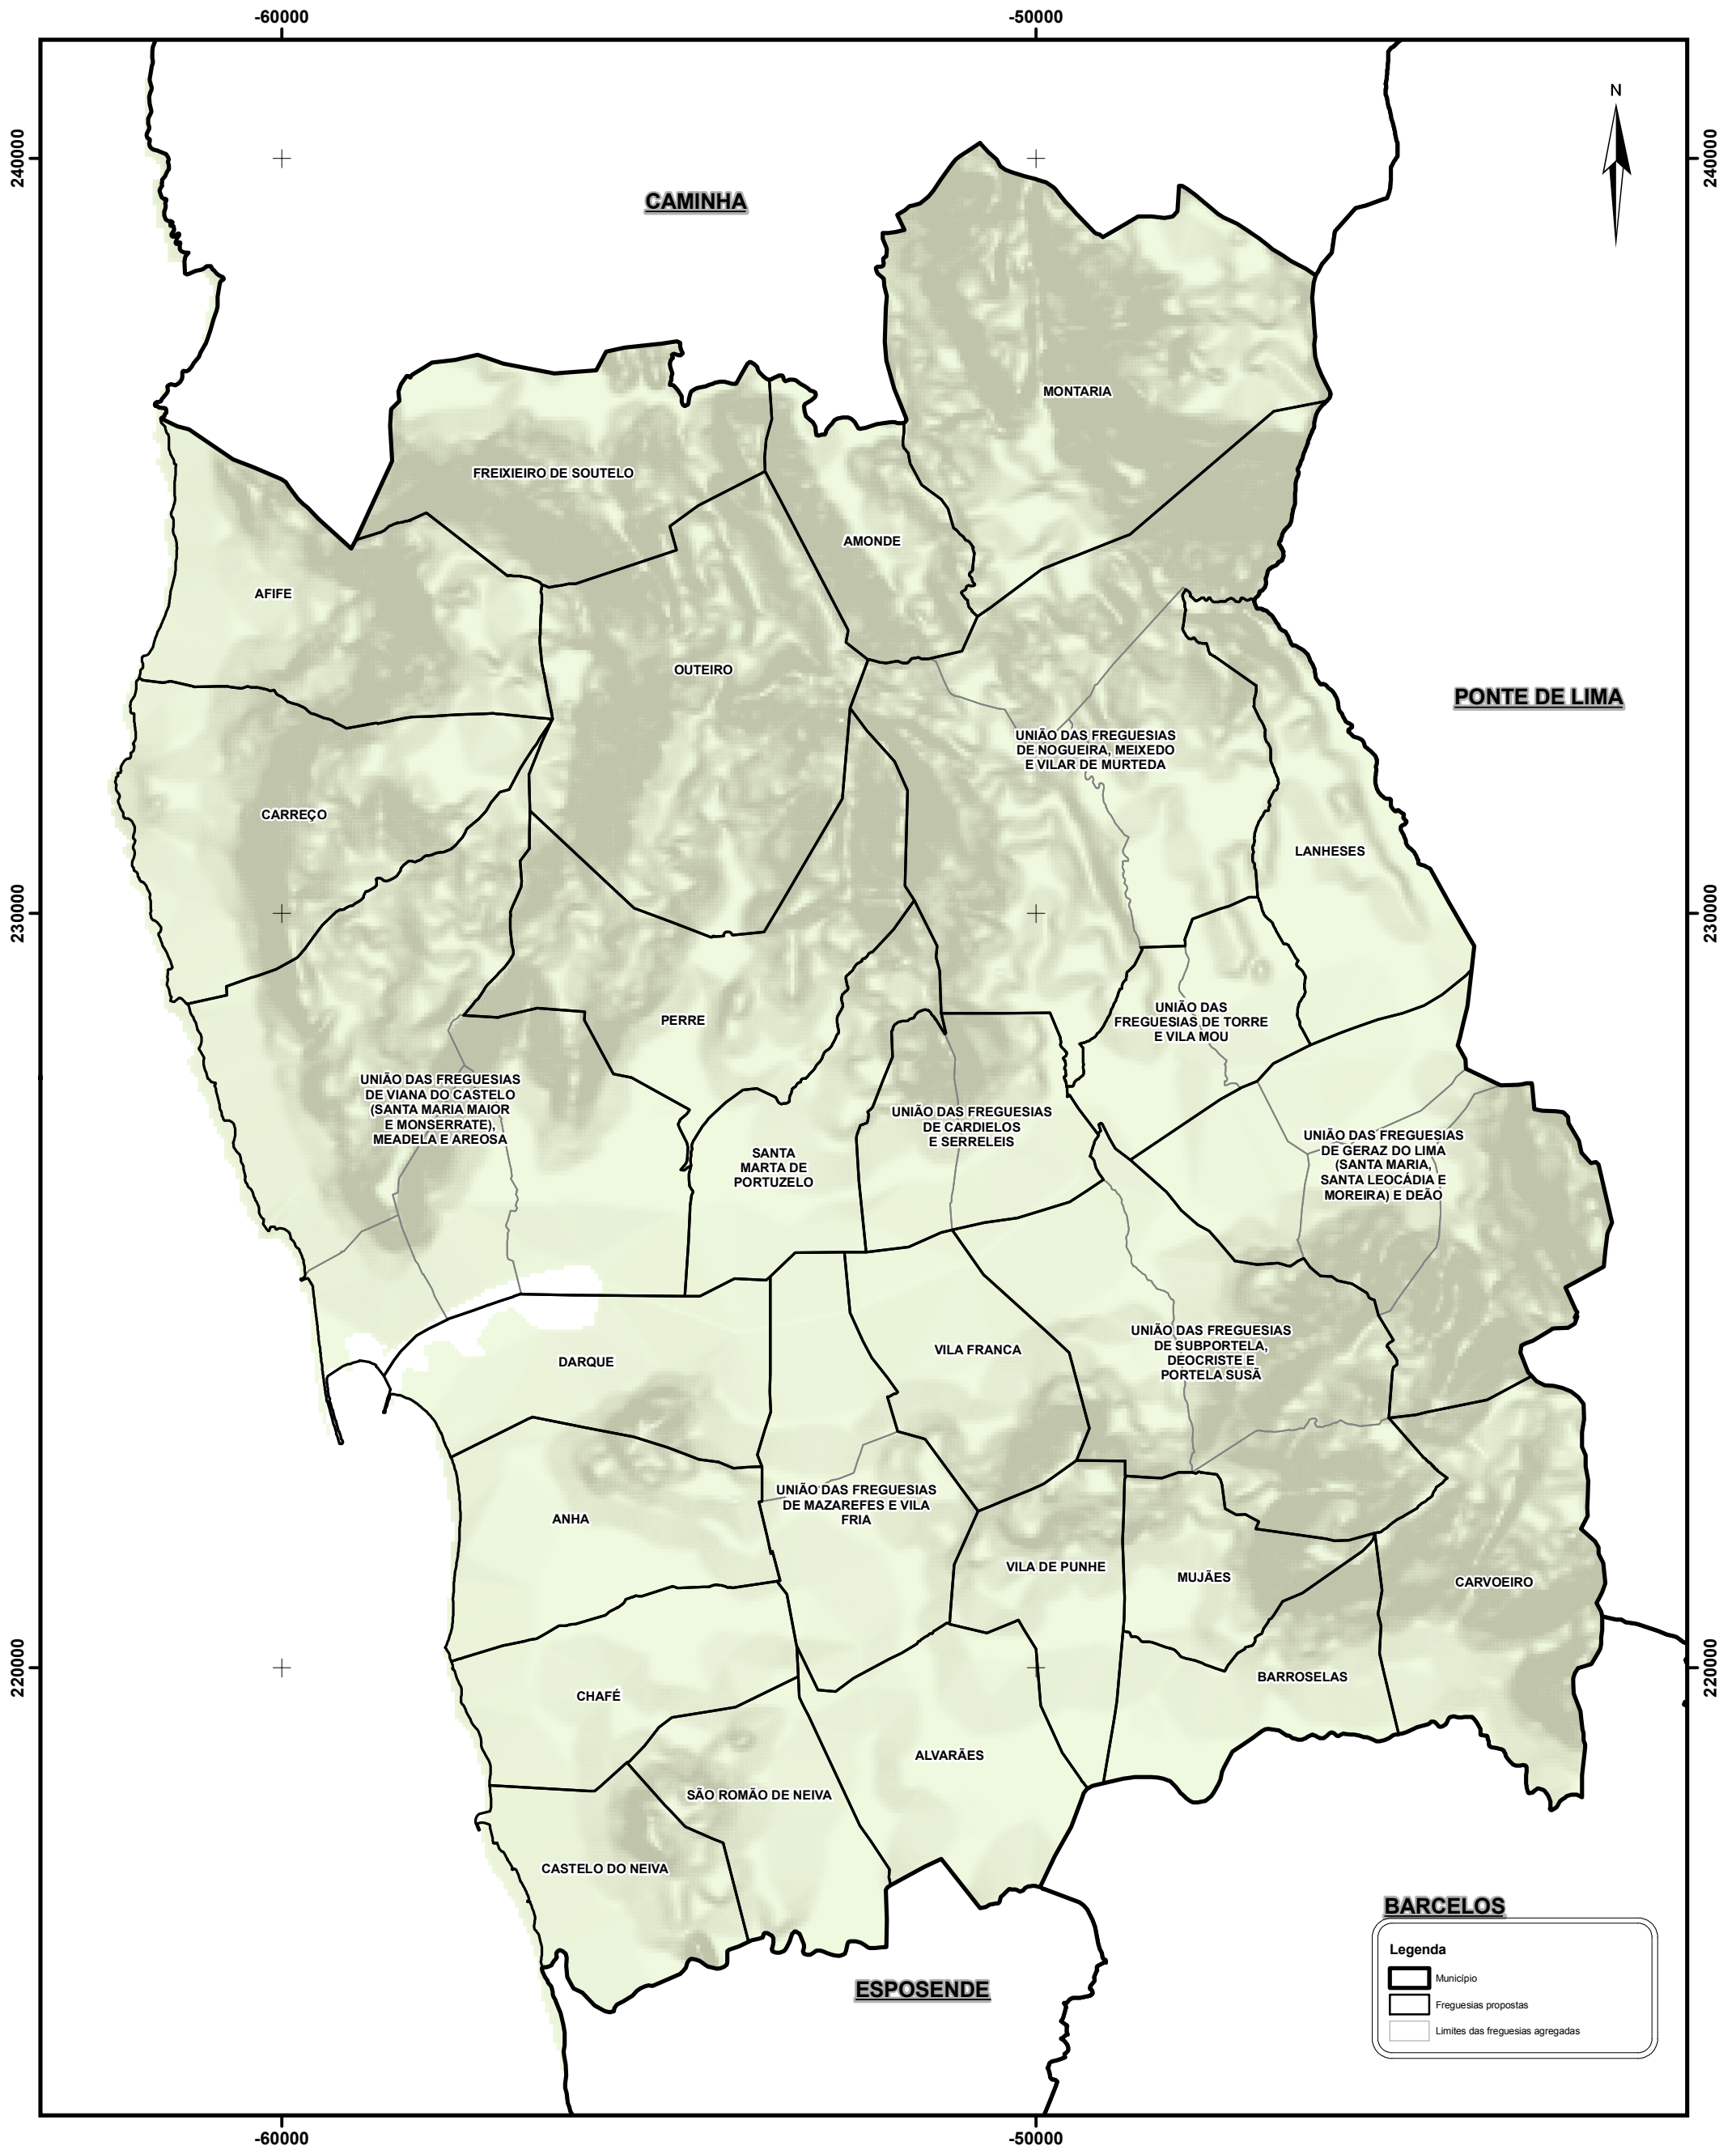 -60000
-50000
N
240000
240000
CAMINHA
MONTARIA
FREIXIEIRO DE SOUTELO
AMONDE
AFIFE
OUTEIRO
PONTE DE LIMA
UNIÃO DAS FREGUESIAS
DE NOGUEIRA, MEIXEDO
E VILAR DE MURTEDA
CARREÇO
LANHESES
230000
230000
UNIÃO DAS
FREGUESIAS DE TORRE
E VILA MOU
PERRE
UNIÃO DAS FREGUESIAS
DE VIANA DO CASTELO
(SANTA MARIA MAIOR
E MONSERRATE),
MEADELA E AREOSA
UNIÃO DAS FREGUESIAS
DE CARDIELOS
E SERRELEIS
UNIÃO DAS FREGUESIAS
DE GERAZ DO LIMA
(SANTA MARIA,
SANTA LEOCÁDIA E
MOREIRA) E DEÃO
SANTA
MARTA DE
PORTUZELO
UNIÃO DAS FREGUESIAS
DE SUBPORTELA,
DEOCRISTE E
PORTELA SUSÃ
VILA FRANCA
DARQUE
UNIÃO DAS FREGUESIAS
DE MAZAREFES E VILA
FRIA
ANHA
VILA DE PUNHE
MUJÃES
CARVOEIRO
220000
220000
BARROSELAS
CHAFÉ
ALVARÃES
SÃO ROMÃO DE NEIVA
CASTELO DO NEIVA
BARCELOS
ESPOSENDE
Legenda
Município
Freguesias propostas
Limites das freguesias agregadas
-60000
-50000